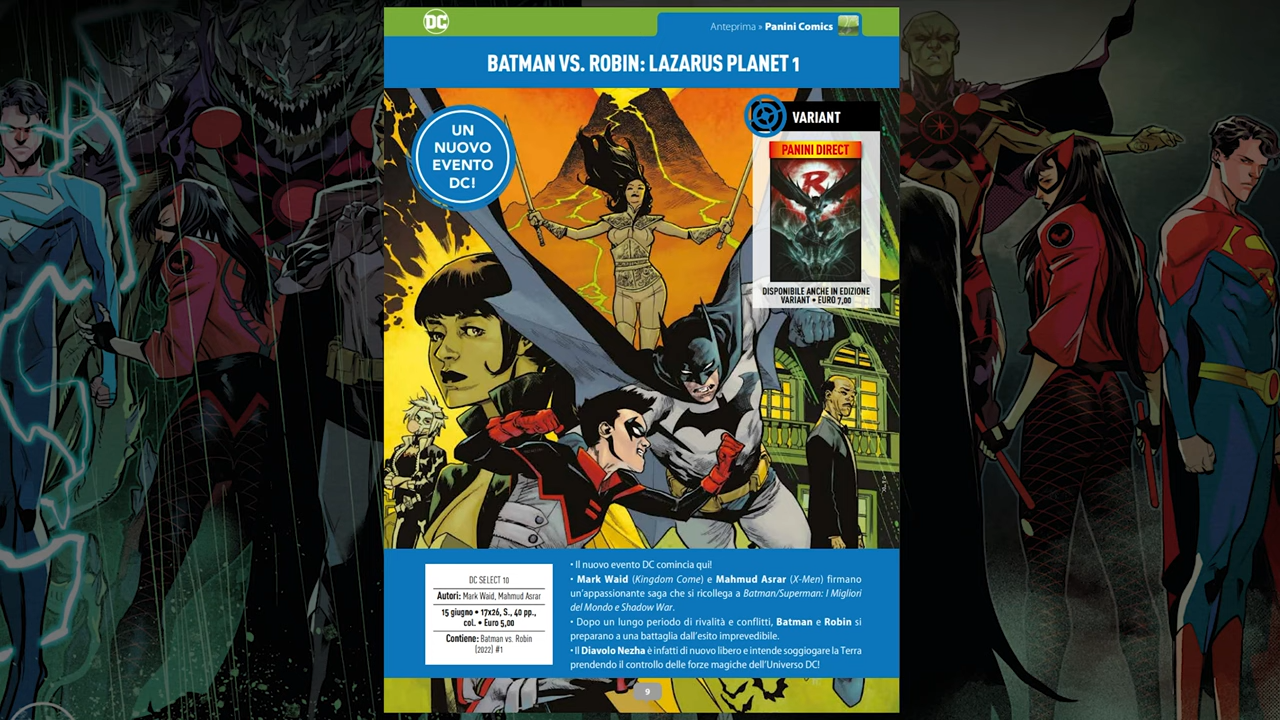 DC
Anteprima » Panini Comics
BATMAN VS. ROBIN: LAZARUS PLANET 1
UN
NUOVO
EVENTO
DC!
VARIANT
PANINI DIRECT
R
DISPONIBILE ANCHE IN EDIZIONE
VARIANT • EURO 7,00
DC SELECT 10
Autori: Mark Waid, Mahmud Asrar
15 giugno • 17x26, S., 40 pp.,
col. • Euro 5,00
Contiene: Batman vs. Robin
(2022) #1
• Il nuovo evento DC comincia qui!
• Mark Waid (Kingdom Come) e Mahmud Asrar (X-Men) firmano
un'appassionante saga che si ricollega a Batman/Superman: I Migliori
del Mondo e Shadow War.
• Dopo un lungo periodo di rivalità e conflitti, Batman e Robin si
preparano a una battaglia dall'esito imprevedibile.
• Il Diavolo Nezha è infatti di nuovo libero e intende soggiogare la Terra
prendendo il controllo delle forze magiche dell'Universo DC!
9